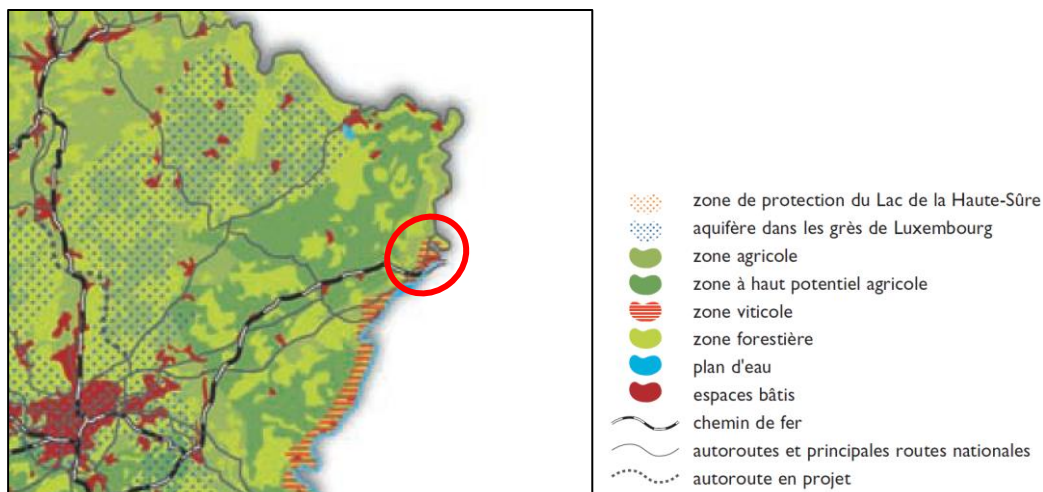 zone de protection du Lac de la Haute-Sûre
aquifère dans les grès de Luxembourg
zone agricole
zone à haut potentiel agricole
zone viticole
zone forestière
plan d'eau
espaces bâtis
chemin de fer
autoroutes et principales routes nationales
autoroute en projet